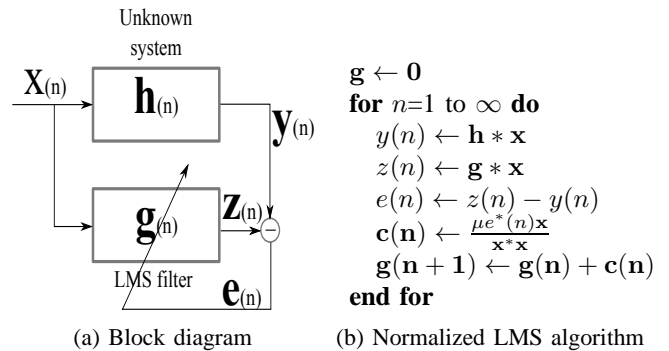 Unknown
system
X(n)
h(n)
y(n)
g(n)
z(n)
−
LMS filter
e(n)
(a) Block diagram
g ← 0
for n=1 to ∞ do
y(n) ← h ∗ x
z(n) ← g ∗ x
e(n) ← z(n) − y(n)
c(n) ← μe*(n)x / x*x
g(n + 1) ← g(n) + c(n)
end for
(b) Normalized LMS algorithm